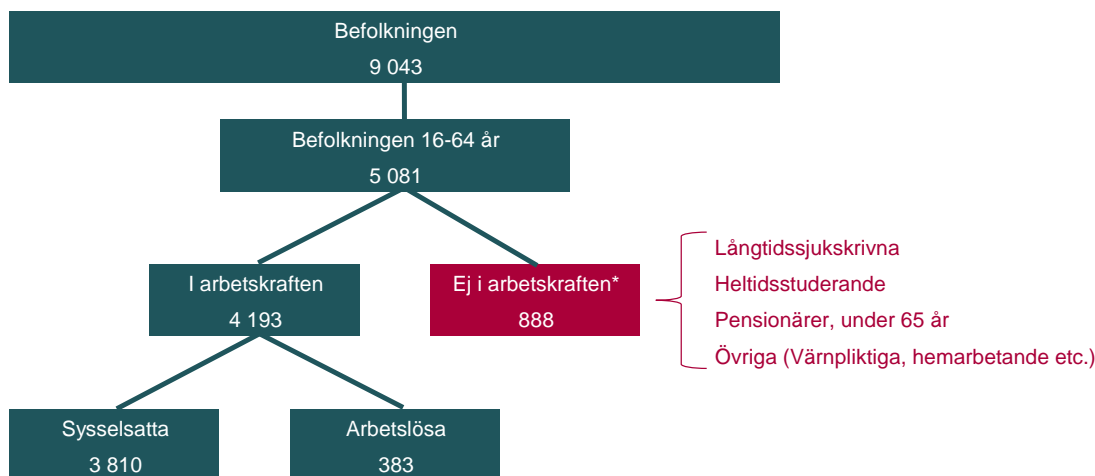 Befolkningen
9 043
Befolkningen 16-64 år
5 081
I arbetskraften
4 193
Ej i arbetskraften*
888
Långtidssjukskrivna
Heltidsstuderande
Pensionärer, under 65 år
Övriga (Värnpliktiga, hemarbetande etc.)
Sysselsatta
3 810
Arbetslösa
383